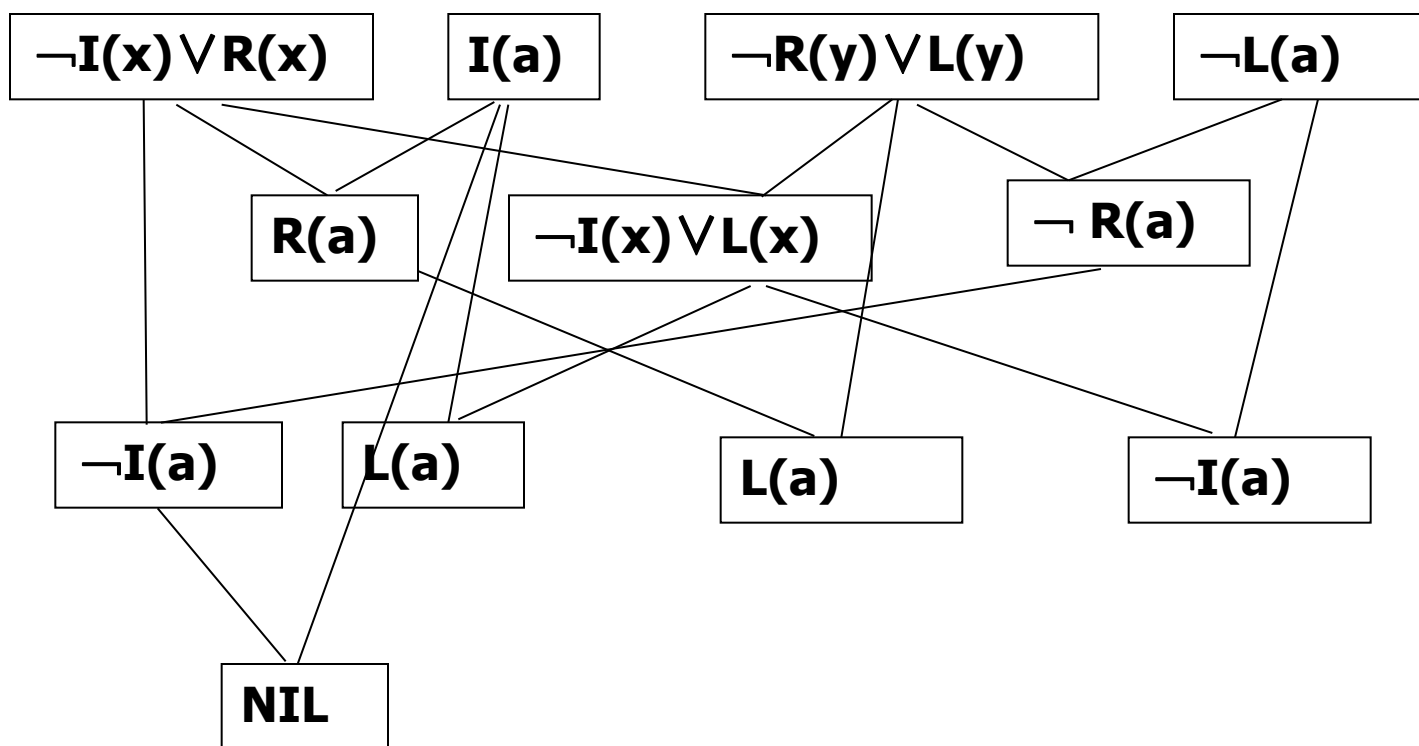 ¬I(x)∨R(x)
I(a)
¬R(y)∨L(y)
¬L(a)
R(a)
¬I(x)∨L(x)
¬ R(a)
¬I(a)
L(a)
L(a)
¬I(a)
NIL